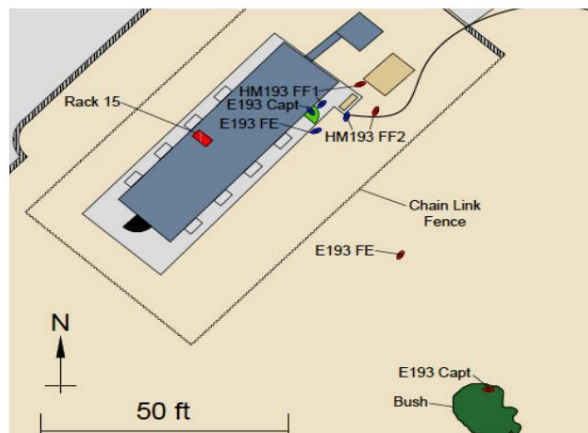 HM193 FF1
Rack 15
E193 Capt
E193 FE
HM193 FF2
Chain Link
Fence
E193 FE
N
E193 Capt
Bush
50 ft